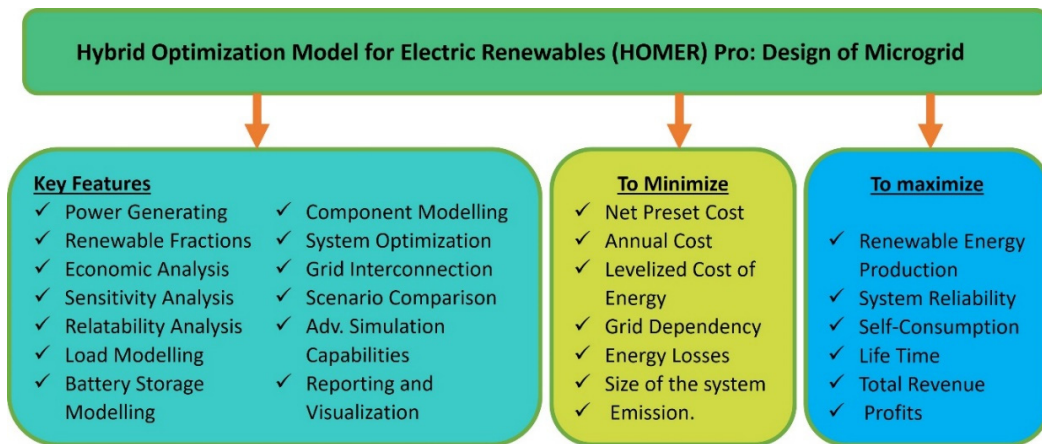 Hybrid Optimization Model for Electric Renewables (HOMER) Pro: Design of Microgrid
Key Features
✓ Power Generating
✓ Renewable Fractions
✓ Economic Analysis
✓ Sensitivity Analysis
✓ Relatability Analysis
✓ Load Modelling
✓ Battery Storage
Modelling
✓ Component Modelling
✓ System Optimization
✓ Grid Interconnection
✓ Scenario Comparison
✓ Adv. Simulation
Capabilities
✓ Reporting and
Visualization
To Minimize
✓ Net Preset Cost
✓ Annual Cost
✓ Levelized Cost of
Energy
✓ Grid Dependency
✓ Energy Losses
✓ Size of the system
✓ Emission.
To maximize
✓ Renewable Energy
Production
✓ System Reliability
✓ Self-Consumption
✓ Life Time
✓ Total Revenue
✓ Profits